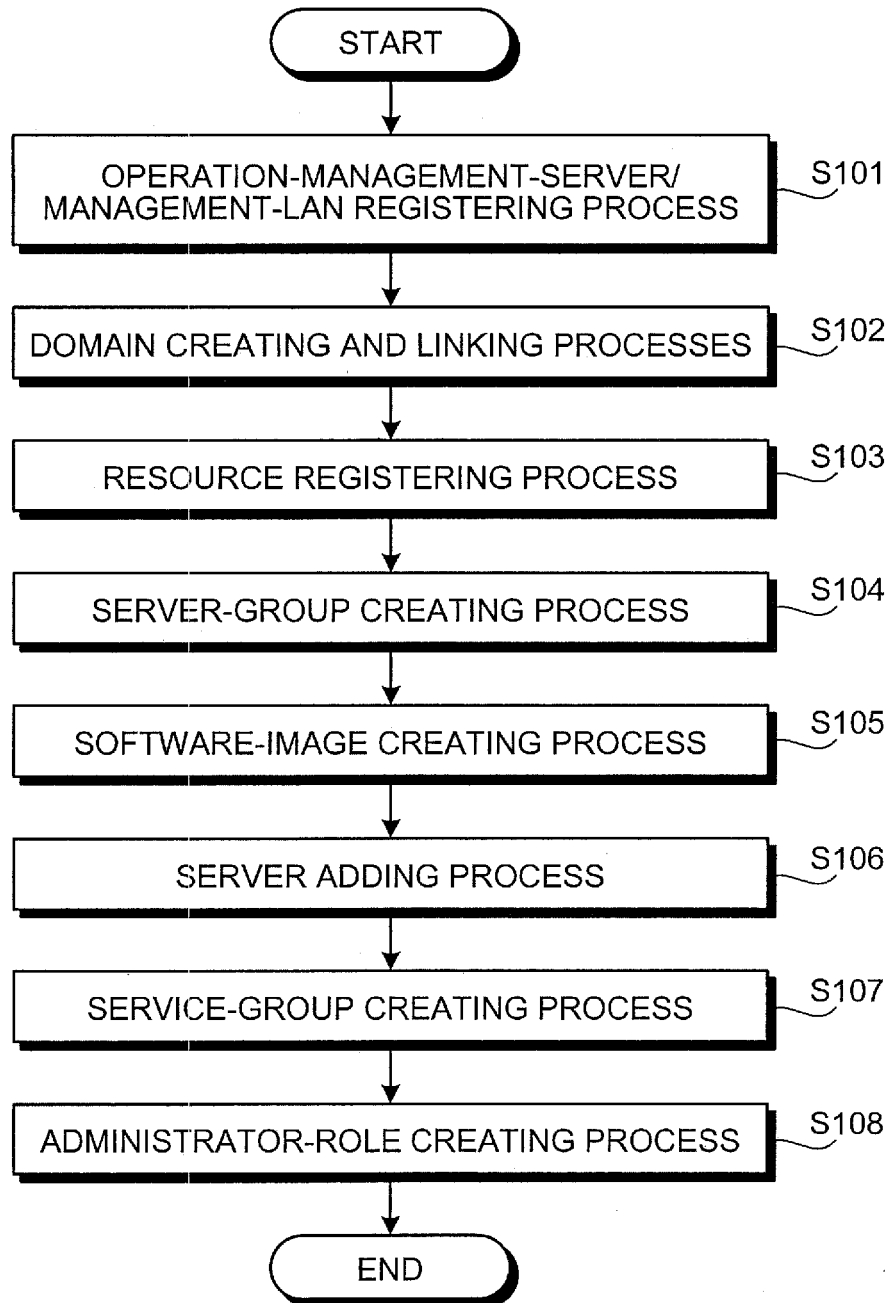 START
OPERATION-MANAGEMENT-SERVER/
MANAGEMENT-LAN REGISTERING PROCESS
S101
DOMAIN CREATING AND LINKING PROCESSES
S102
RESOURCE REGISTERING PROCESS
S103
SERVER-GROUP CREATING PROCESS
S104
SOFTWARE-IMAGE CREATING PROCESS
S105
SERVER ADDING PROCESS
S106
SERVICE-GROUP CREATING PROCESS
S107
ADMINISTRATOR-ROLE CREATING PROCESS
S108
END